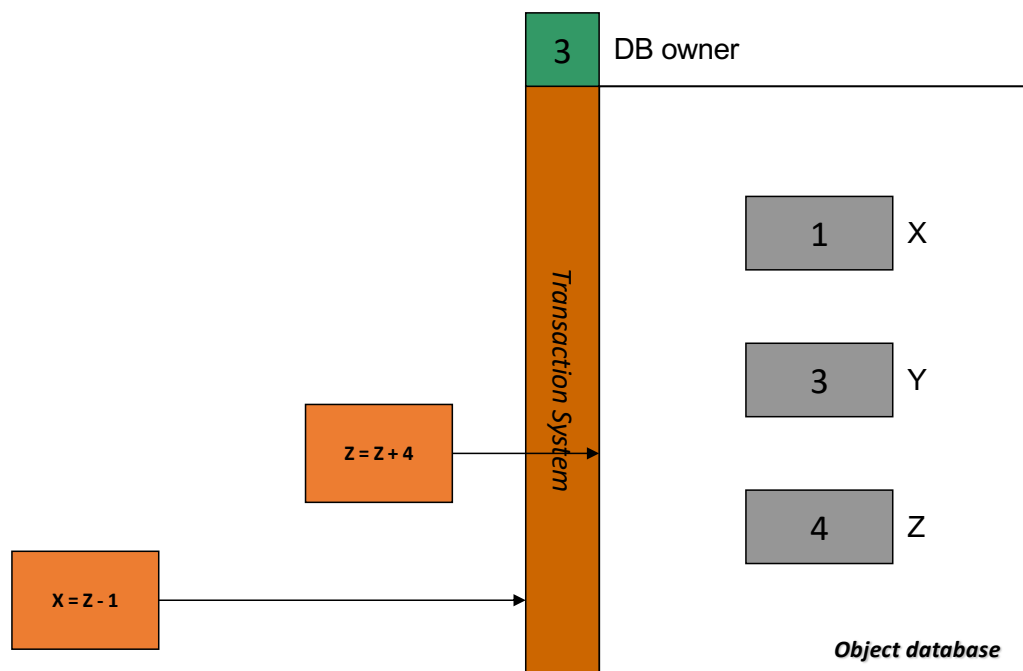 3
DB owner
1
X
Transaction System
3
Y
Z = Z + 4
4
Z
X = Z - 1
Object database